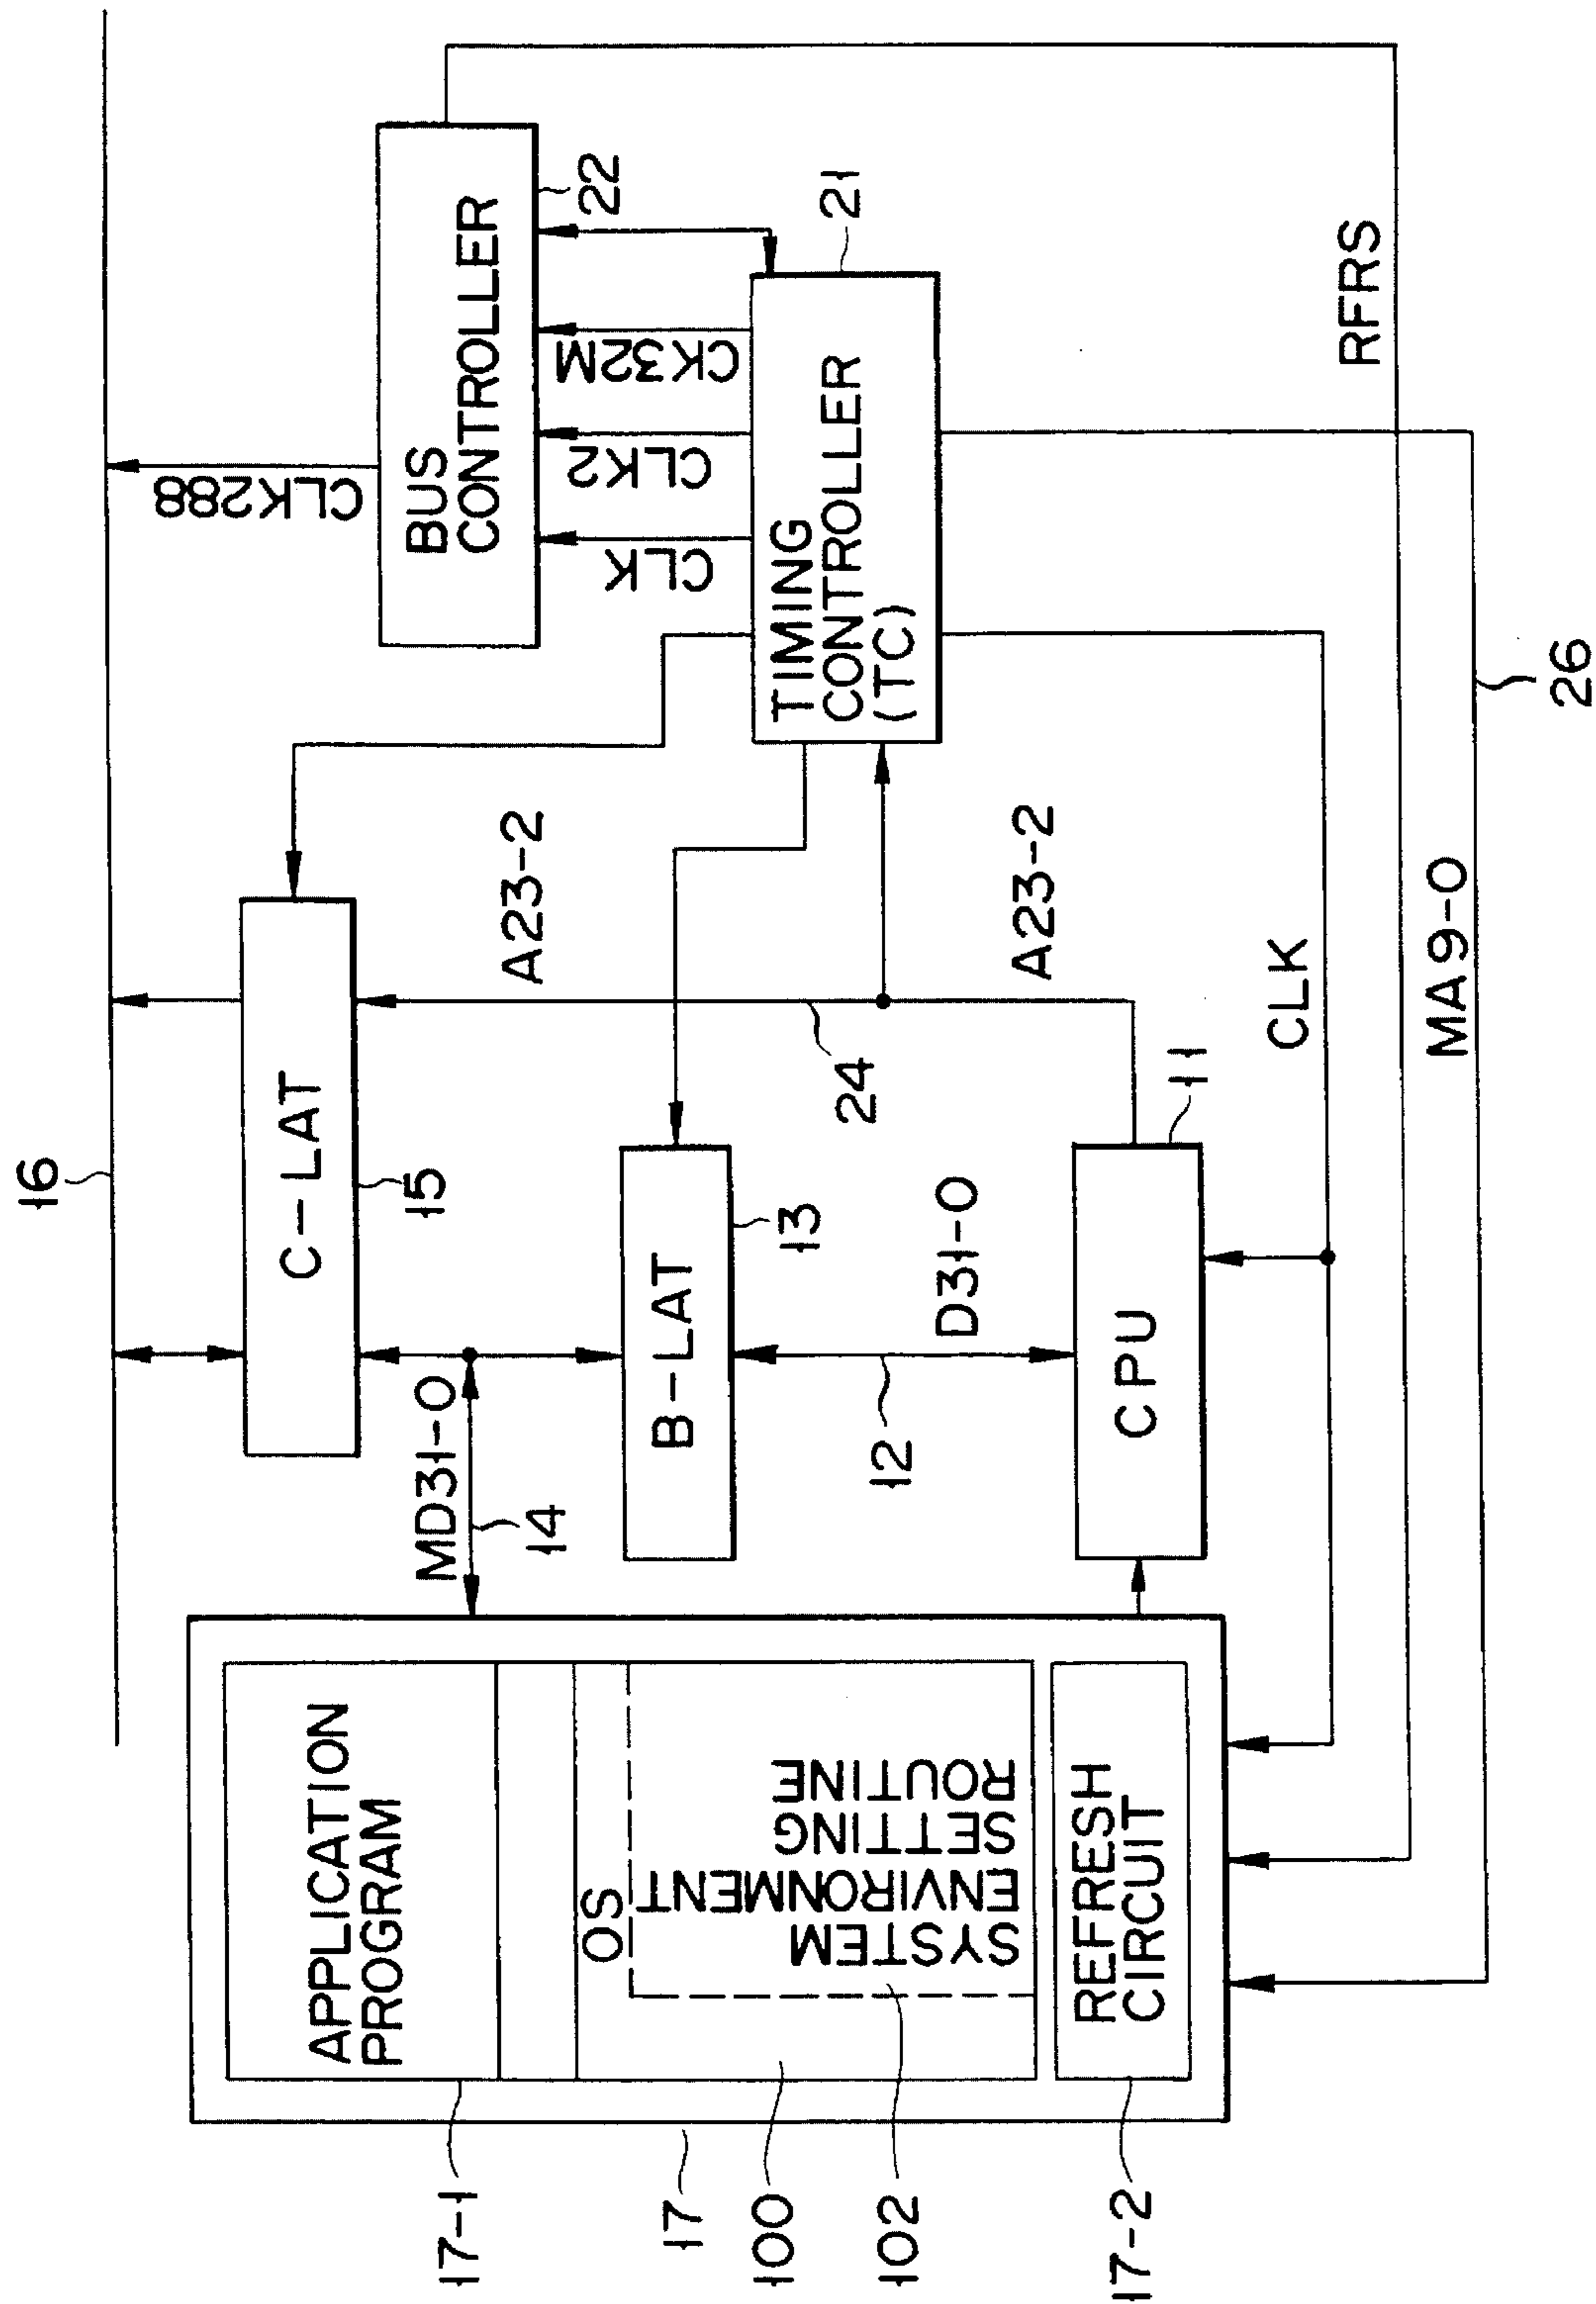 16
CLK288
BUS
CONTROLLER
22
CLK
CLK2
CK32M
TIMING
CONTROLLER
(TC)
21
RFRS
26
C-LAT
15
A23-2
A23-2
24
MD31-0
14
B-LAT
13
D31-0
12
CPU
11
CLK
MA9-0
APPLICATION
PROGRAM
OS
SYSTEM
ENVIRONMENT
SETTING
ROUTINE
REFRESH
CIRCUIT
17-1
17
100
102
17-2